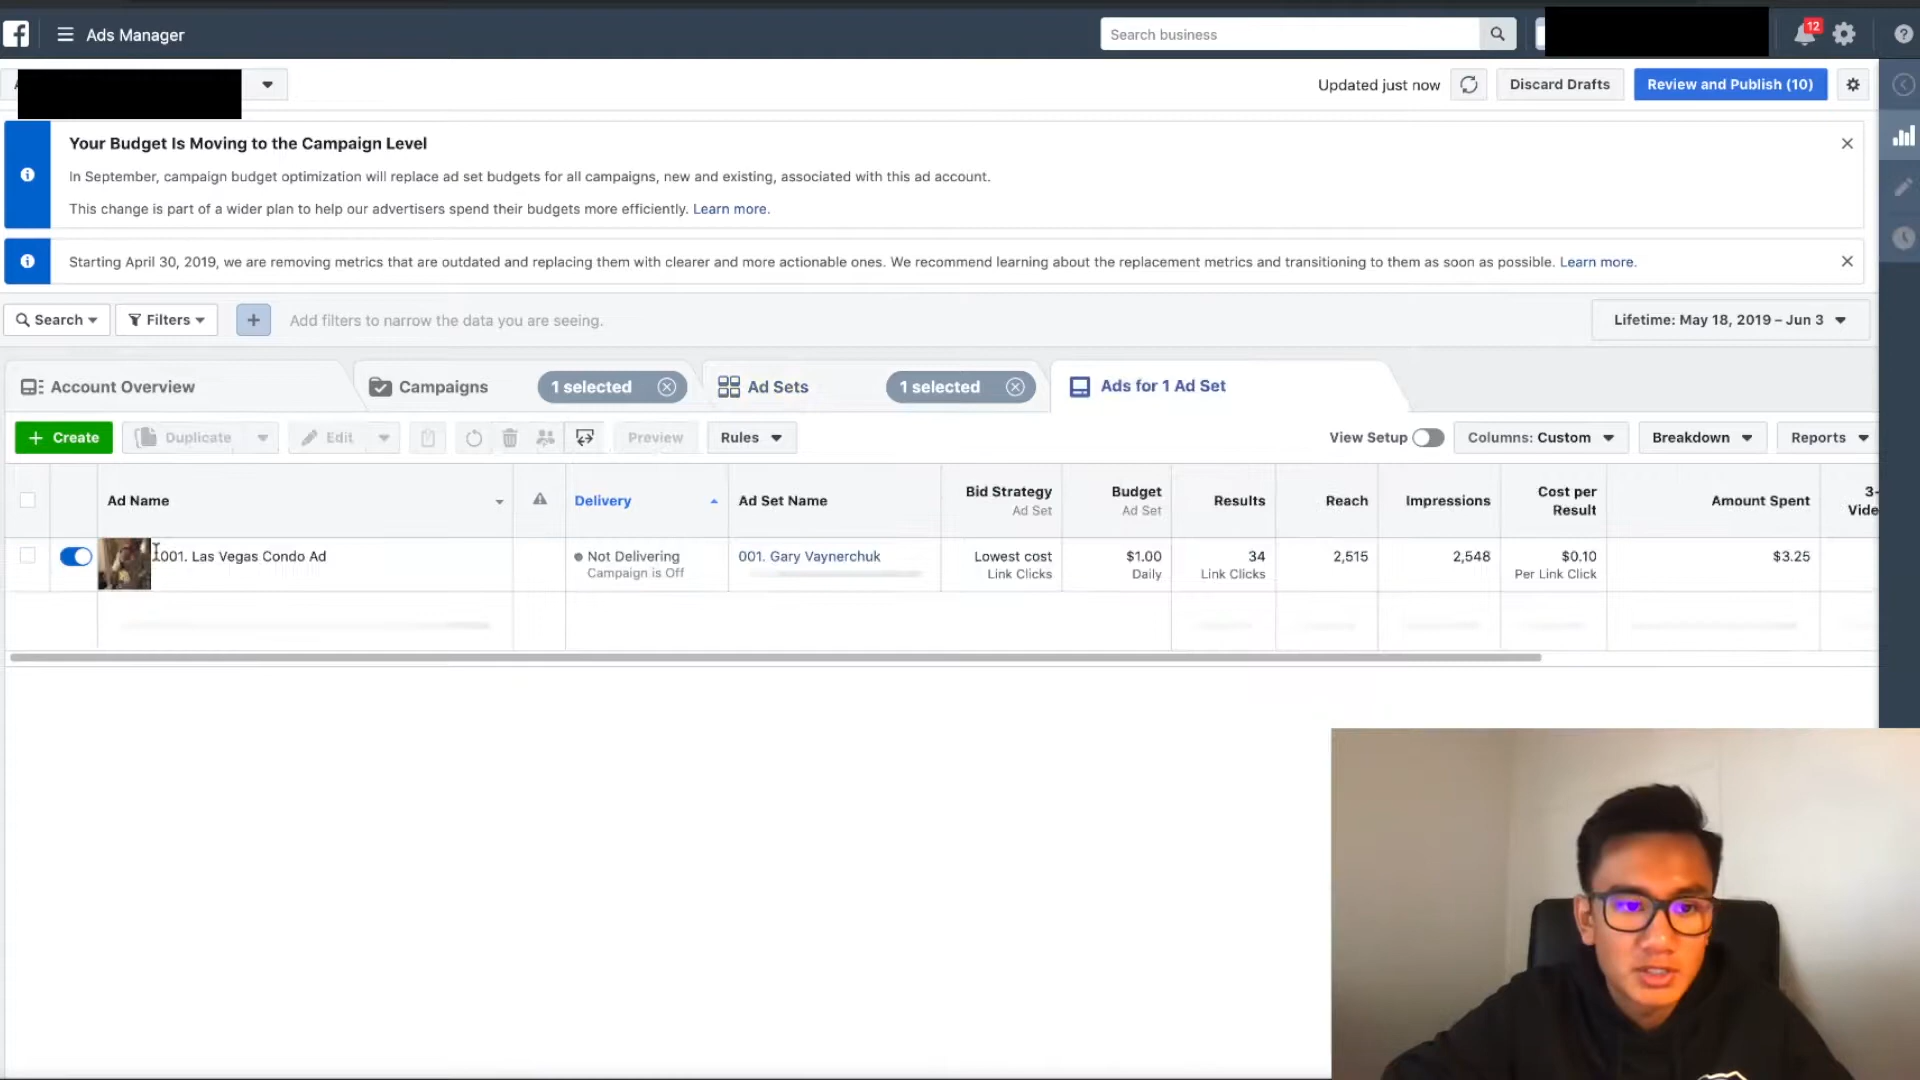 Ads Manager
Search business
12
Updated just now
Discard Drafts
Review and Publish (10)
Your Budget Is Moving to the Campaign Level
In September, campaign budget optimization will replace ad set budgets for all campaigns, new and existing, associated with this ad account.
This change is part of a wider plan to help our advertisers spend their budgets more efficiently. Learn more.
Starting April 30, 2019, we are removing metrics that are outdated and replacing them with clearer and more actionable ones. We recommend learning about the replacement metrics and transitioning to them as soon as possible. Learn more.
Search
Filters
Add filters to narrow the data you are seeing.
Lifetime: May 18, 2019 – Jun 3
Account Overview
Campaigns
1 selected
Ad Sets
1 selected
Ads for 1 Ad Set
+ Create
Duplicate
Edit
Preview
Rules
View Setup
Columns: Custom
Breakdown
Reports
Ad Name
Delivery
Ad Set Name
Bid Strategy
Ad Set
Budget
Ad Set
Results
Reach
Impressions
Cost per
Result
Amount Spent
3-
Vide
001. Las Vegas Condo Ad
Not Delivering
Campaign is Off
001. Gary Vaynerchuk
Lowest cost
Link Clicks
$1.00
Daily
34
Link Clicks
2,515
2,548
$0.10
Per Link Click
$3.25